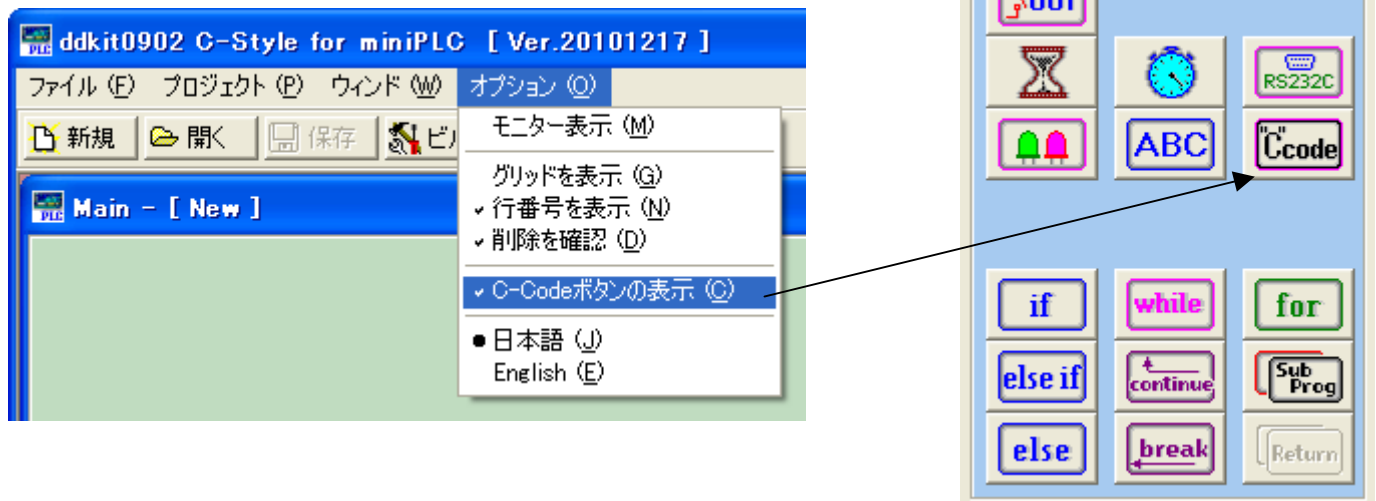 ddkit0902 C-Style for miniPLC [ Ver.20101217 ]
ファイル (F) プロジェクト (P) ウィンド (W) オプション (O)
新規 開く 保存
モニター表示 (M)
グリッドを表示 (G)
行番号を表示 (N)
削除を確認 (D)
C-Codeボタンの表示 (C)
日本語 (J)
English (E)
Main - [ New ]
RS232C
ABC "C"code
if while for
else if continue Sub Prog
else break Return